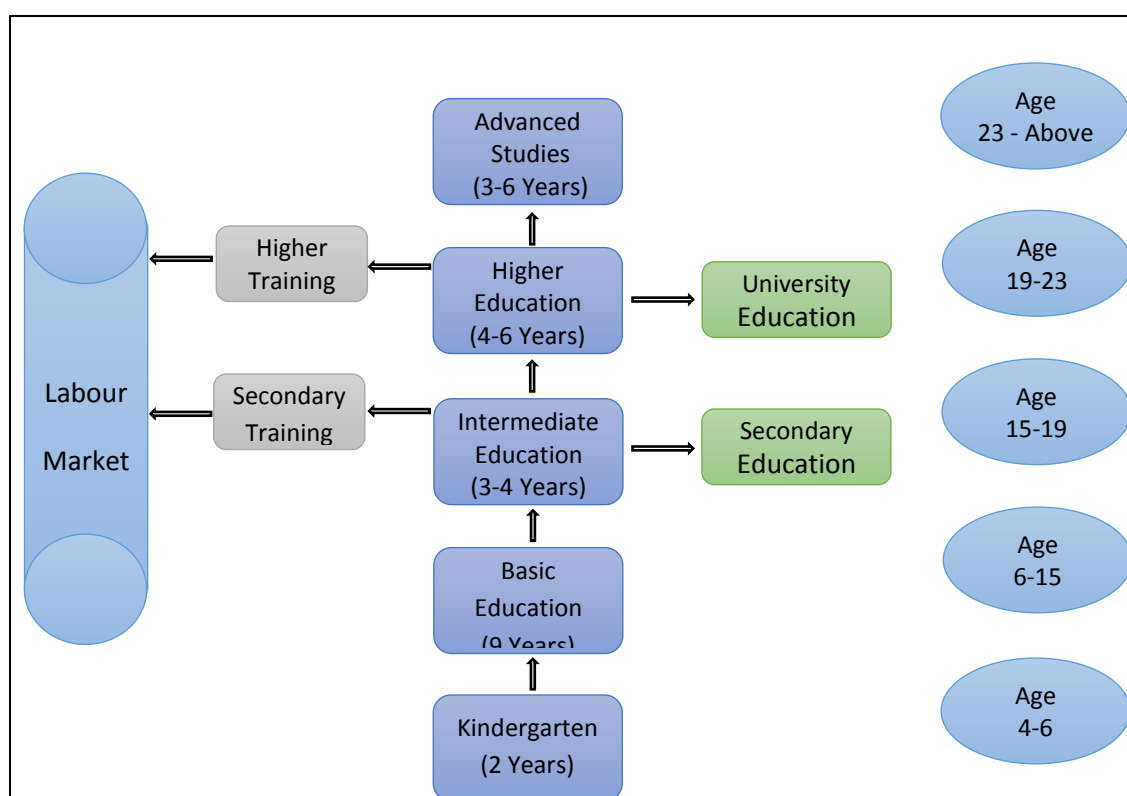 Advanced
Studies
(3-6 Years)
Age
23 - Above
Higher
Training
Higher
Education
(4-6 Years)
University
Education
Age
19-23
Labour
Market
Secondary
Training
Intermediate
Education
(3-4 Years)
Secondary
Education
Age
15-19
Basic
Education
(9 Years)
Age
6-15
Kindergarten
(2 Years)
Age
4-6